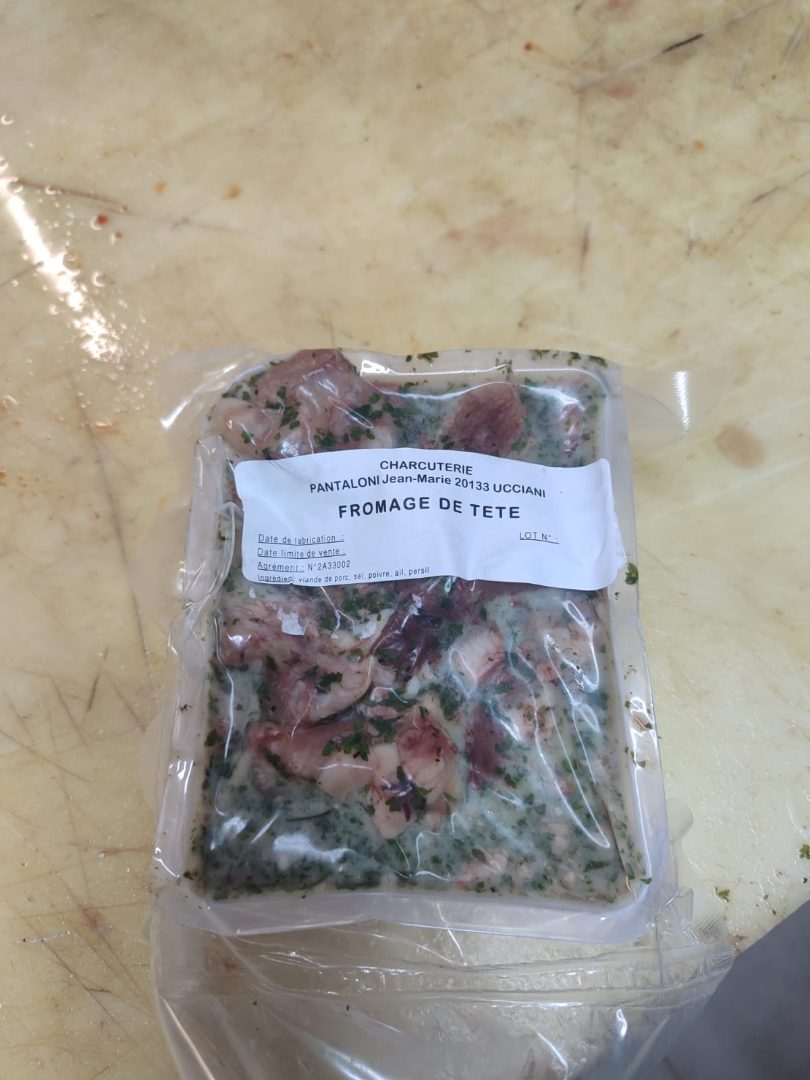 CHARCUTERIE
PANTALONI Jean-Marie 20133 UCCIANI
FROMAGE DE TETE
Date de fabrication : LOT N° :
Date limite de vente :
Agrément : N°2A33002
Ingrédien: viande de porc, sel, poivre, ail, persil